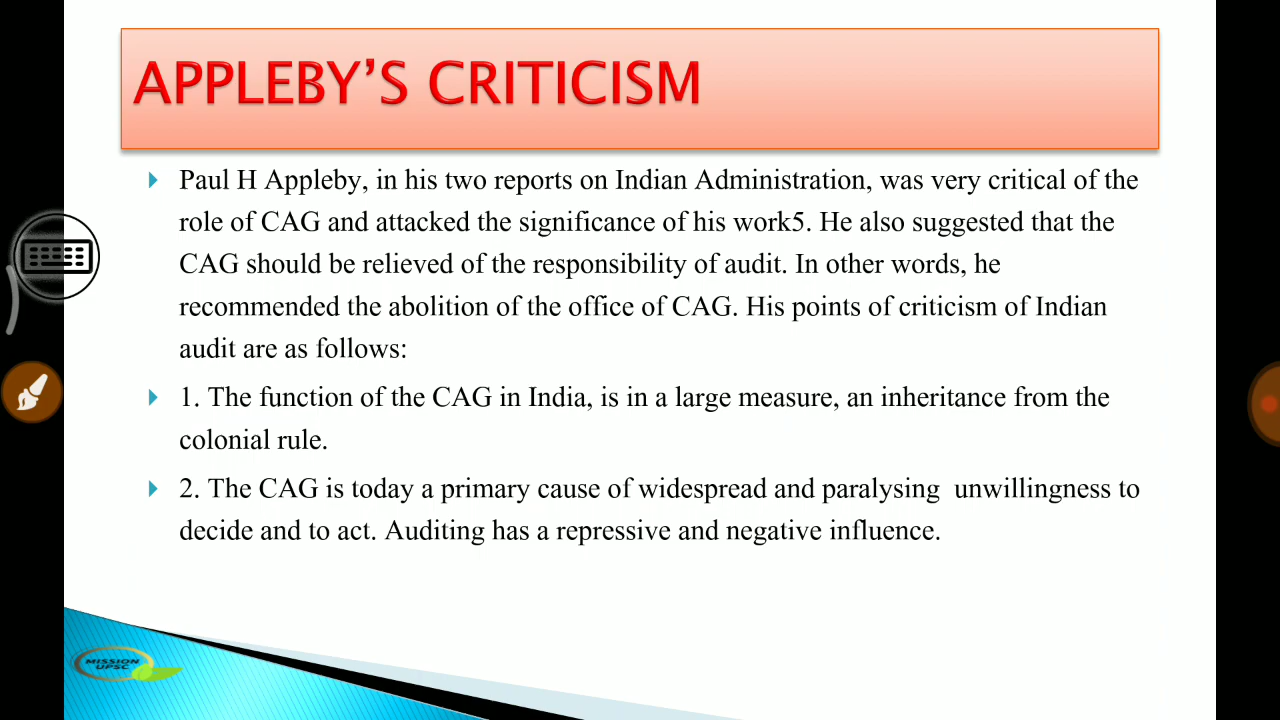 APPLEBY’S CRITICISM
Paul H Appleby, in his two reports on Indian Administration, was very critical of the
role of CAG and attacked the significance of his work5. He also suggested that the
CAG should be relieved of the responsibility of audit. In other words, he
recommended the abolition of the office of CAG. His points of criticism of Indian
audit are as follows:
1. The function of the CAG in India, is in a large measure, an inheritance from the
colonial rule.
2. The CAG is today a primary cause of widespread and paralysing unwillingness to
decide and to act. Auditing has a repressive and negative influence.
MISSION
UPSC